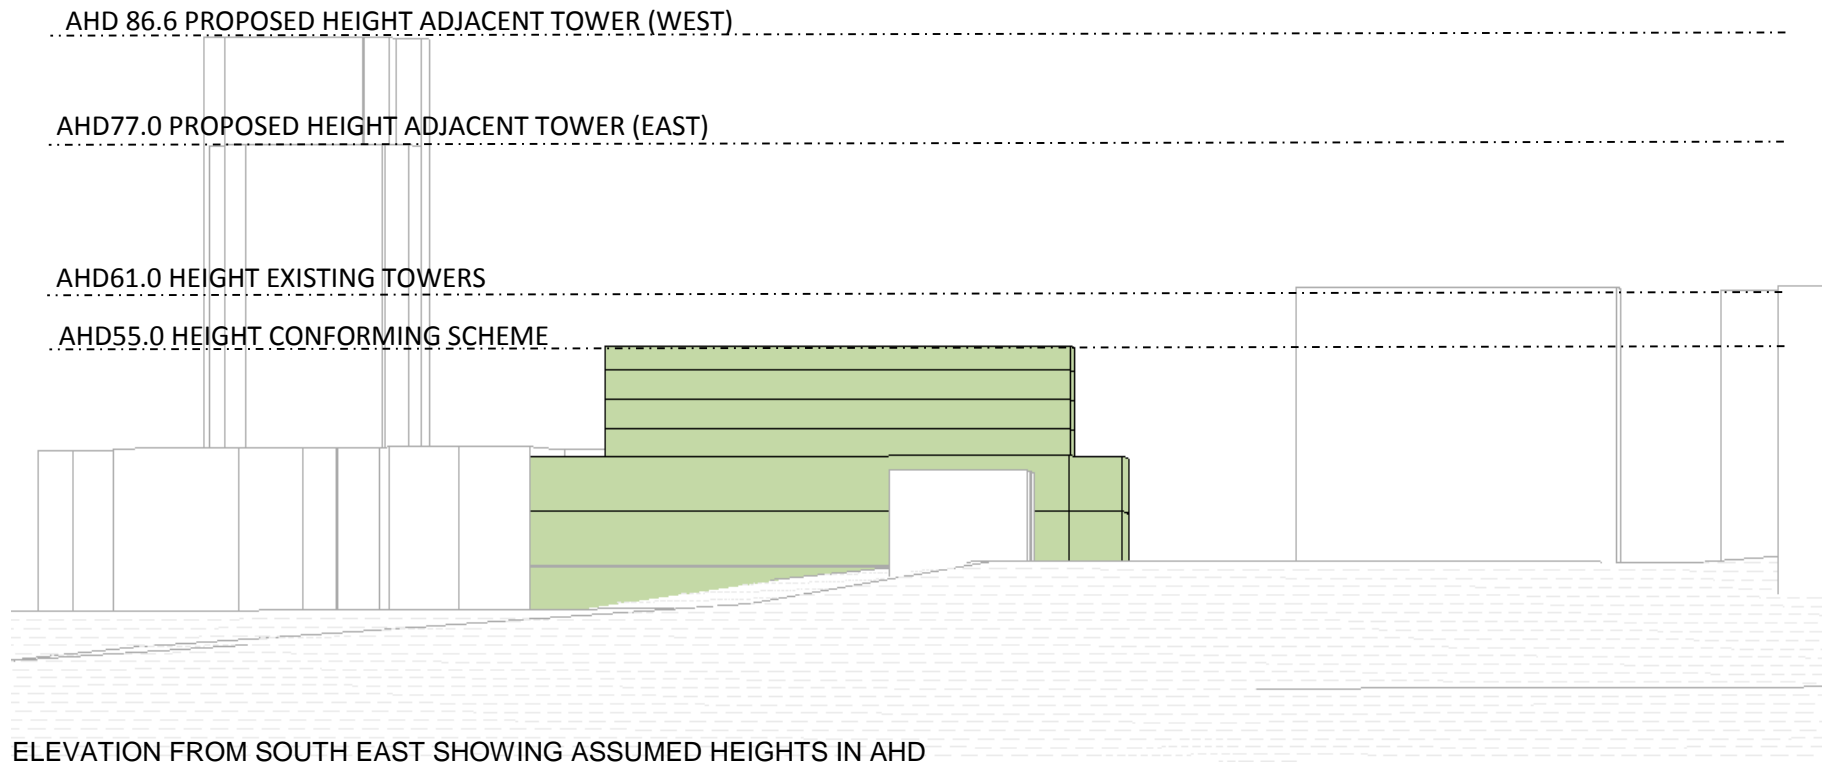 AHD 86.6 PROPOSED HEIGHT ADJACENT TOWER (WEST)
AHD77.0 PROPOSED HEIGHT ADJACENT TOWER (EAST)
AHD61.0 HEIGHT EXISTING TOWERS
AHD55.0 HEIGHT CONFORMING SCHEME
ELEVATION FROM SOUTH EAST SHOWING ASSUMED HEIGHTS IN AHD